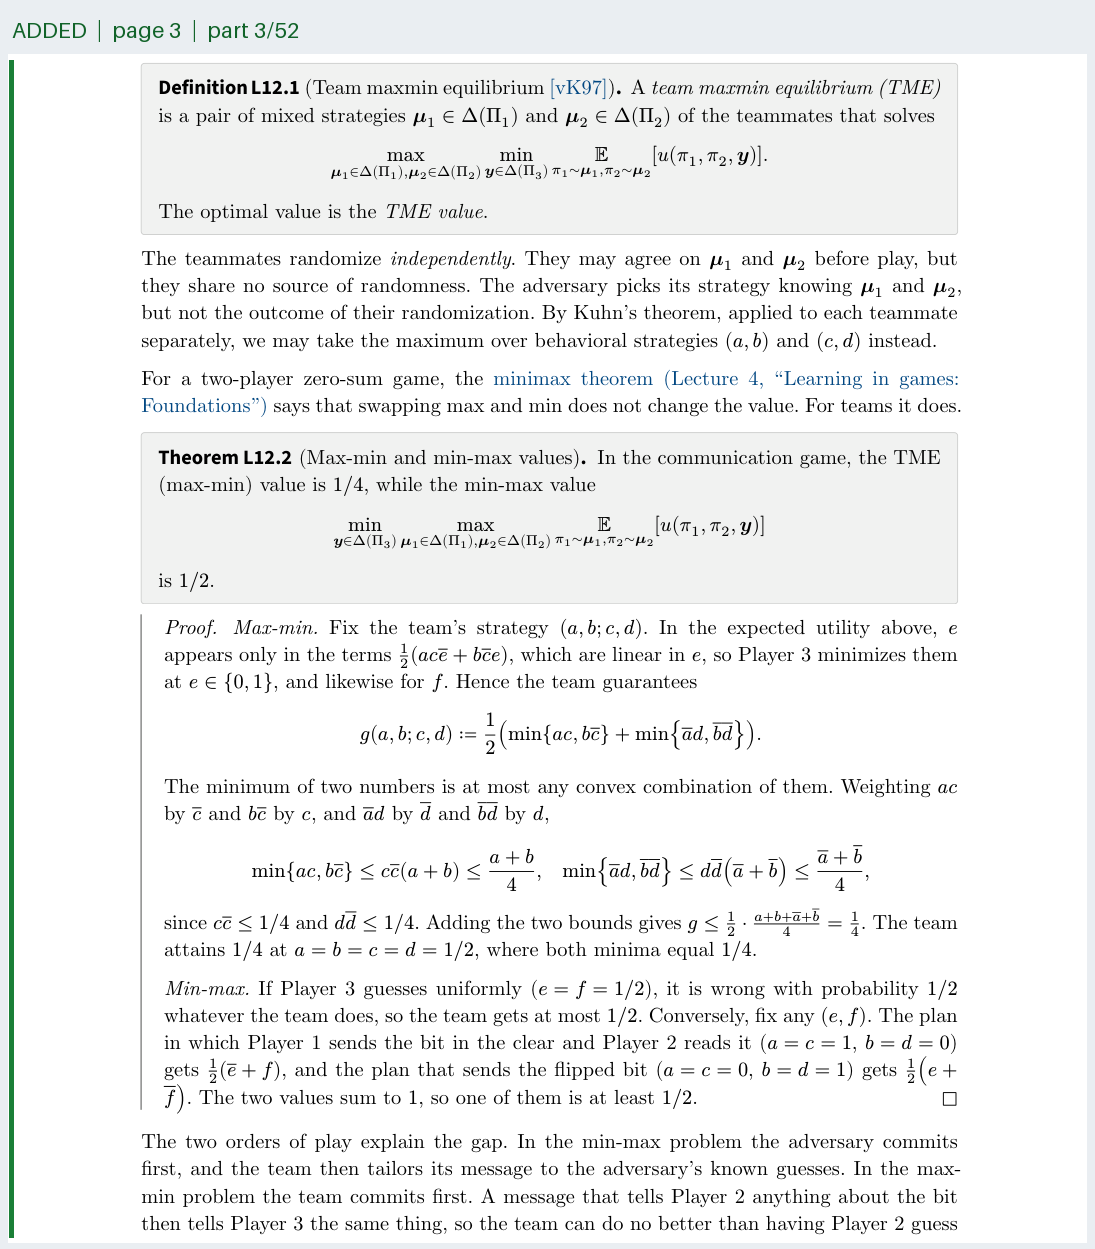 ADDED | page 3 | part 3/52
Definition L12.1 (Team maxmin equilibrium [vK97]). A team maxmin equilibrium (TME)
is a pair of mixed strategies μ₁ ∈ Δ(Π₁) and μ₂ ∈ Δ(Π₂) of the teammates that solves
max_{μ₁∈Δ(Π₁),μ₂∈Δ(Π₂)} min_{y∈Δ(Π₃)} 𝔼_{π₁∼μ₁,π₂∼μ₂} [u(π₁, π₂, y)].
The optimal value is the TME value.
The teammates randomize independently. They may agree on μ₁ and μ₂ before play, but
they share no source of randomness. The adversary picks its strategy knowing μ₁ and μ₂,
but not the outcome of their randomization. By Kuhn's theorem, applied to each teammate
separately, we may take the maximum over behavioral strategies (a, b) and (c, d) instead.
For a two-player zero-sum game, the minimax theorem (Lecture 4, “Learning in games:
Foundations”) says that swapping max and min does not change the value. For teams it does.
Theorem L12.2 (Max-min and min-max values). In the communication game, the TME
(max-min) value is 1/4, while the min-max value
min_{y∈Δ(Π₃)} max_{μ₁∈Δ(Π₁),μ₂∈Δ(Π₂)} 𝔼_{π₁∼μ₁,π₂∼μ₂} [u(π₁, π₂, y)]
is 1/2.
Proof. Max-min. Fix the team's strategy (a, b; c, d). In the expected utility above, e
appears only in the terms ½(ace̅ + bc̅e), which are linear in e, so Player 3 minimizes them
at e ∈ {0, 1}, and likewise for f. Hence the team guarantees
g(a, b; c, d) ≔ 1/2 (min{ac, bc̅} + min{a̅d, b̅d̅}).
The minimum of two numbers is at most any convex combination of them. Weighting ac
by c̅ and bc̅ by c, and a̅d by d̅ and b̅d̅ by d,
min{ac, bc̅} ≤ cc̅(a + b) ≤ (a + b)/4, min{a̅d, b̅d̅} ≤ dd̅(a̅ + b̅) ≤ (a̅ + b̅)/4,
since cc̅ ≤ 1/4 and dd̅ ≤ 1/4. Adding the two bounds gives g ≤ ½ · (a+b+a̅+b̅)/4 = ¼. The team
attains 1/4 at a = b = c = d = 1/2, where both minima equal 1/4.
Min-max. If Player 3 guesses uniformly (e = f = 1/2), it is wrong with probability 1/2
whatever the team does, so the team gets at most 1/2. Conversely, fix any (e, f). The plan
in which Player 1 sends the bit in the clear and Player 2 reads it (a = c = 1, b = d = 0)
gets ½(e̅ + f), and the plan that sends the flipped bit (a = c = 0, b = d = 1) gets ½(e +
f̅). The two values sum to 1, so one of them is at least 1/2. □
The two orders of play explain the gap. In the min-max problem the adversary commits
first, and the team then tailors its message to the adversary's known guesses. In the max-
min problem the team commits first. A message that tells Player 2 anything about the bit
then tells Player 3 the same thing, so the team can do no better than having Player 2 guess